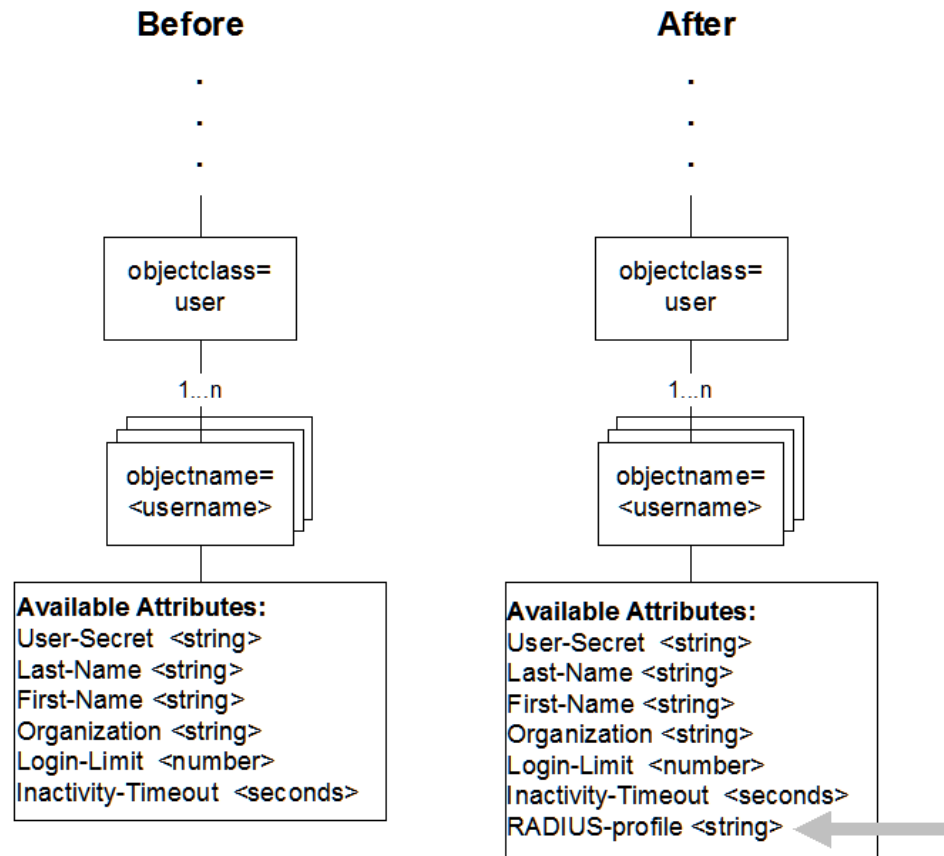 Before
.
.
.
objectclass=
user
1...n
objectname=
<username>
Available Attributes:
User-Secret <string>
Last-Name <string>
First-Name <string>
Organization <string>
Login-Limit <number>
Inactivity-Timeout <seconds>
After
.
.
.
objectclass=
user
1...n
objectname=
<username>
Available Attributes:
User-Secret <string>
Last-Name <string>
First-Name <string>
Organization <string>
Login-Limit <number>
Inactivity-Timeout <seconds>
RADIUS-profile <string>